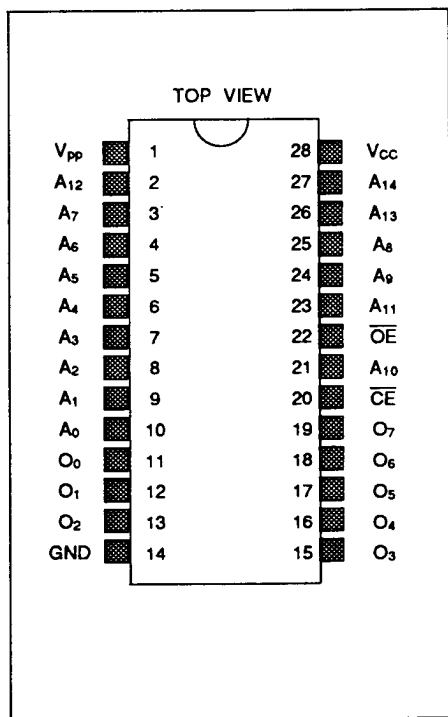 TOP VIEW
Vpp 1 28 VCC
A12 2 27 A14
A7 3 26 A13
A6 4 25 A8
A5 5 24 A9
A4 6 23 A11
A3 7 22 O̅E̅
A2 8 21 A10
A1 9 20 C̅E̅
A0 10 19 O7
O0 11 18 O6
O1 12 17 O5
O2 13 16 O4
GND 14 15 O3